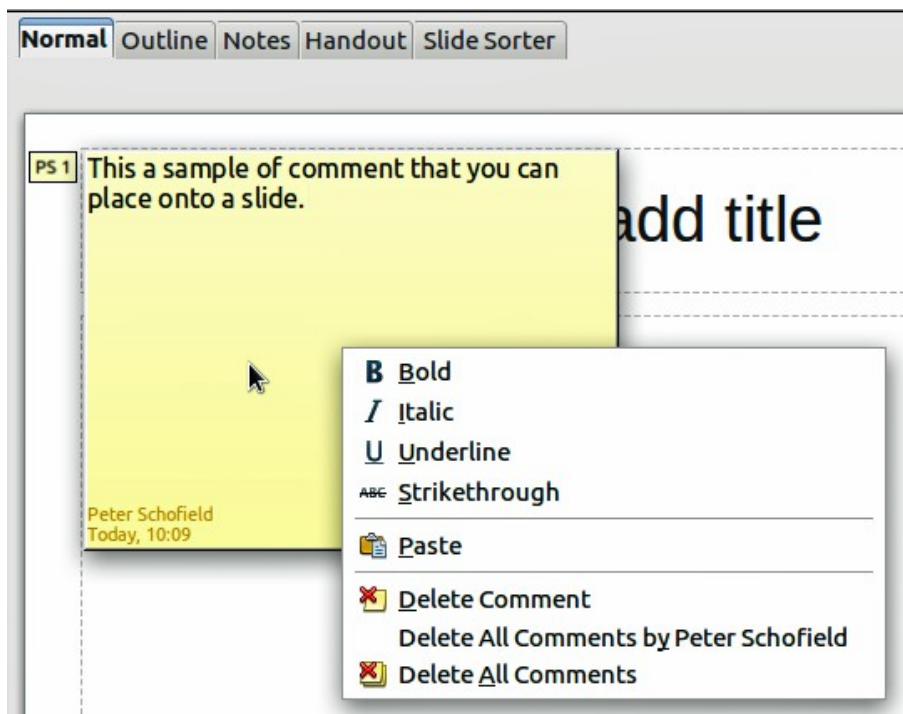 Normal Outline Notes Handout Slide Sorter
PS 1
This a sample of comment that you can
place onto a slide.
add title
Peter Schofield
Today, 10:09
B Bold
I Italic
U Underline
ABC Strikethrough
Paste
Delete Comment
Delete All Comments by Peter Schofield
Delete All Comments